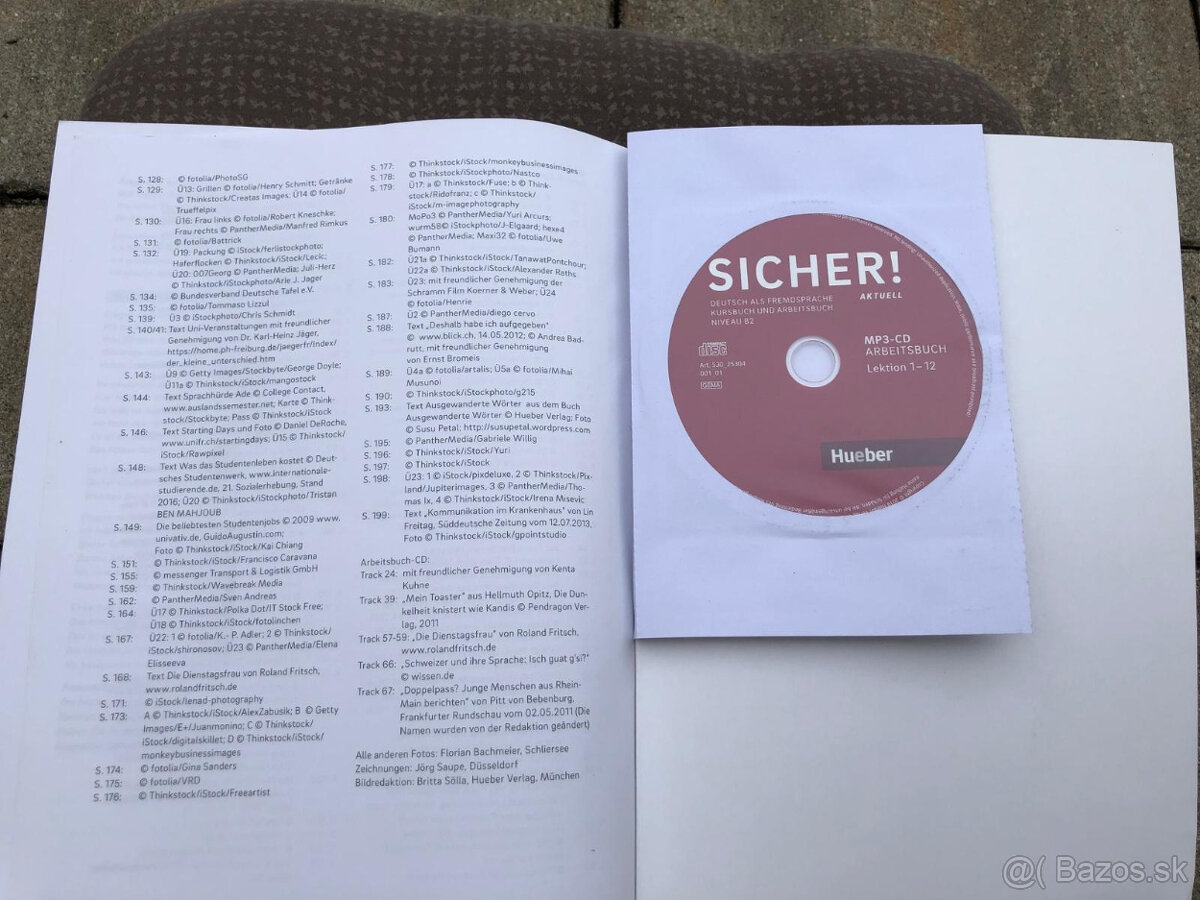 S. 128: © fotolia/PhotoSG
S. 129: Ü13: Grillen © fotolia/Henry Schmitt; Getränke
© Thinkstock/Creatas Images; Ü14 © fotolia/
Trueffelpix
S. 130: Ü16: Frau links © fotolia/Robert Kneschke;
Frau rechts © PantherMedia/Manfred Rimkus
S. 131: © fotolia/Battrick
S. 132: Ü19: Packung © iStock/ferlistockphoto;
Haferflocken © Thinkstock/iStock/Lecic;
Ü20: 007Georg © PantherMedia; Juli-Herz
© Thinkstock/iStockphoto/Arle J. Jager
S. 134: © Bundesverband Deutsche Tafel e.V.
S. 135: © fotolia/Tommaso Lizzul
S. 139: Ü3 © iStockphoto/Chris Schmidt
S. 140/41: Text Uni-Veranstaltungen mit freundlicher
Genehmigung von Dr. Karl-Heinz Jäger,
https://home.ph-freiburg.de/jaegerfr/index/
der_kleine_unterschied.htm
S. 143: Ü9 © Getty Images/Stockbyte/George Doyle;
Ü11a © Thinkstock/iStock/mangostock
S. 144: Text Sprachhürde Ade © College Contact,
www.auslandssemester.net; Karte © Think-
stock/Stockbyte; Pass © Thinkstock/iStock
S. 146: Text Starting Days und Foto © Daniel DeRoche,
www.unifr.ch/startingdays; Ü15 © Thinkstock/
iStock/Rawpixel
S. 148: Text Was das Studentenleben kostet © Deut-
sches Studentenwerk, www.internationale-
studierende.de, 21. Sozialerhebung, Stand
2016; Ü20 © Thinkstock/iStockphoto/Tristan
BEN MAHJOUB
S. 149: Die beliebtesten Studentenjobs © 2009 www.
univativ.de, GuidoAugustin.com;
Foto © Thinkstock/iStock/Kai Chiang
S. 151: © Thinkstock/iStock/Francisco Caravana
S. 155: © messenger Transport & Logistik GmbH
S. 159: © Thinkstock/Wavebreak Media
S. 162: © PantherMedia/Sven Andreas
S. 164: Ü17 © Thinkstock/Polka Dot/IT Stock Free;
Ü18 © Thinkstock/iStock/fotolinchen
S. 167: Ü22: 1 © fotolia/K.- P. Adler; 2 © Thinkstock/
iStock/shironosov; Ü23 © PantherMedia/Elena
Elisseeva
S. 168: Text Die Dienstagsfrau von Roland Fritsch,
www.rolandfritsch.de
S. 171: © iStock/lenad-photography
S. 173: A © Thinkstock/iStock/AlexZabusik; B © Getty
Images/E+/Juanmonino; C © Thinkstock/
iStock/digitalskillet; D © Thinkstock/iStock/
monkeybusinessimages
S. 174: © fotolia/Gina Sanders
S. 175: © fotolia/VRD
S. 176: © Thinkstock/iStock/Freeartist
S. 177: © Thinkstock/iStock/monkeybusinessimages
S. 178: © Thinkstock/iStockphoto/Nastco
S. 179: Ü17: a © Thinkstock/Fuse; b © Think-
stock/Ridofranz; c © Thinkstock/
iStock/m-imagephotography
S. 180: MoPo3 © PantherMedia/Yuri Arcurs;
wurm58© iStockphoto/J-Elgaard; hexe4
© PantherMedia; Maxi32 © fotolia/Uwe
Bumann
S. 182: Ü21a © Thinkstock/iStock/TanawatPontchour;
Ü22a © Thinkstock/iStock/Alexander Raths
S. 183: Ü23: mit freundlicher Genehmigung der
Schramm Film Koerner & Weber; Ü24
© fotolia/Henrie
S. 187: Ü2 © PantherMedia/diego cervo
S. 188: Text „Deshalb habe ich aufgegeben"
© www.blick.ch, 14.05.2012; © Andrea Bad-
rutt, mit freundlicher Genehmigung
von Ernst Bromeis
S. 189: Ü4a © fotolia/artalis; Ü5a © fotolia/Mihai
Musunoi
S. 190: © Thinkstock/iStockphoto/g215
S. 193: Text Ausgewanderte Wörter aus dem Buch
Ausgewanderte Wörter © Hueber Verlag; Foto
© Susu Petal; http://susupetal.wordpress.com
S. 195: © PantherMedia/Gabriele Willig
S. 196: © Thinkstock/iStock/Yuri
S. 197: © Thinkstock/iStock
S. 198: Ü23: 1 © iStock/pixdeluxe, 2 © Thinkstock/Pix-
land/Jupiterimages, 3 © PantherMedia/Tho-
mas lx, 4 © Thinkstock/iStock/Irena Misevic
S. 199: Text „Kommunikation im Krankenhaus" von Lin
Freitag, Süddeutsche Zeitung vom 12.07.2013,
Foto © Thinkstock/iStock/gpointstudio
Arbeitsbuch-CD:
Track 24: mit freundlicher Genehmigung von Kenta
Kuhne
Track 39: „Mein Toaster" aus Hellmuth Opitz, Die Dun-
kelheit knistert wie Kandis © Pendragon Ver-
lag, 2011
Track 57-59: „Die Dienstagsfrau" von Roland Fritsch,
www.rolandfritsch.de
Track 66: „Schweizer und ihre Sprache: Isch guat g'si?"
© wissen.de
Track 67: „Doppelpass? Junge Menschen aus Rhein-
Main berichten" von Pitt von Bebenburg,
Frankfurter Rundschau vom 02.05.2011 (Die
Namen wurden von der Redaktion geändert)
Alle anderen Fotos: Florian Bachmeier, Schliersee
Zeichnungen: Jörg Saupe, Düsseldorf
Bildredaktion: Britta Sölla, Hueber Verlag, München
SICHER!
AKTUELL
DEUTSCH ALS FREMDSPRACHE
KURSBUCH UND ARBEITSBUCH
NIVEAU B2
MP3-CD
ARBEITSBUCH
Lektion 1–12
disc
Art. 530_25304
001 01
GEMA
Hueber
@( Bazos.sk